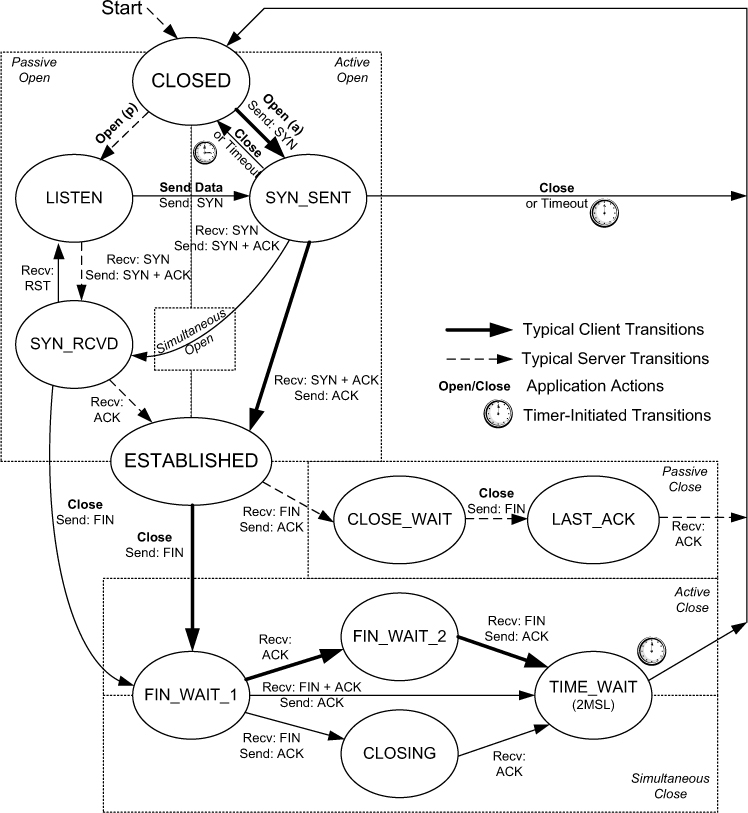 Start
Passive
Open
Active
Open
CLOSED
Open (p)
Open (a)
Send: SYN
Close
or Timeout
LISTEN
Send Data
Send: SYN
SYN_SENT
Close
or Timeout
Recv: SYN
Send: SYN + ACK
Recv: SYN
Send: SYN + ACK
Recv:
RST
SYN_RCVD
Simultaneous
Open
Typical Client Transitions
Typical Server Transitions
Open/Close Application Actions
Timer-Initiated Transitions
Recv: SYN + ACK
Send: ACK
Recv:
ACK
ESTABLISHED
Passive
Close
Close
Send: FIN
Close
Send: FIN
Recv: FIN
Send: ACK
CLOSE_WAIT
Close
Send: FIN
LAST_ACK
Recv:
ACK
Active
Close
FIN_WAIT_1
Recv:
ACK
FIN_WAIT_2
Recv: FIN
Send: ACK
Recv: FIN + ACK
Send: ACK
TIME_WAIT
(2MSL)
Recv: FIN
Send: ACK
CLOSING
Recv:
ACK
Simultaneous
Close